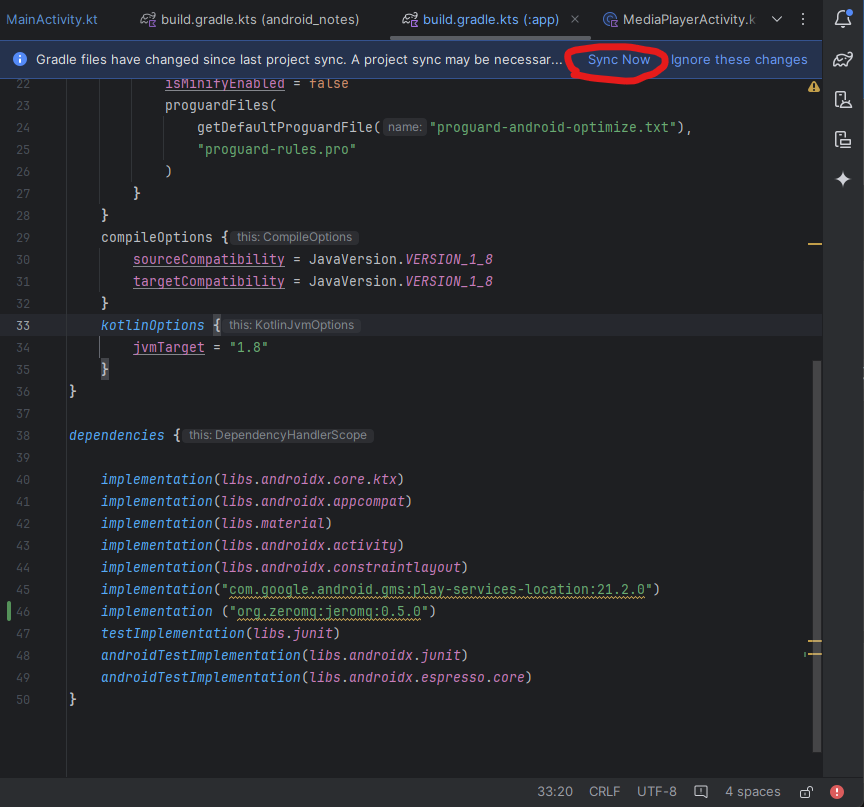 MainActivity.kt build.gradle.kts (android_notes) build.gradle.kts (:app) MediaPlayerActivity.k
Gradle files have changed since last project sync. A project sync may be necessar... Sync Now Ignore these changes
22 isMinifyEnabled = false
23 proguardFiles(
24 getDefaultProguardFile( name: "proguard-android-optimize.txt"),
25 "proguard-rules.pro"
26 )
27 }
28 }
29 compileOptions { this: CompileOptions
30 sourceCompatibility = JavaVersion.VERSION_1_8
31 targetCompatibility = JavaVersion.VERSION_1_8
32 }
33 kotlinOptions { this: KotlinJvmOptions
34 jvmTarget = "1.8"
35 }
36 }
37
38 dependencies { this: DependencyHandlerScope
39
40 implementation(libs.androidx.core.ktx)
41 implementation(libs.androidx.appcompat)
42 implementation(libs.material)
43 implementation(libs.androidx.activity)
44 implementation(libs.androidx.constraintlayout)
45 implementation("com.google.android.gms:play-services-location:21.2.0")
46 implementation ("org.zeromq:jeromq:0.5.0")
47 testImplementation(libs.junit)
48 androidTestImplementation(libs.androidx.junit)
49 androidTestImplementation(libs.androidx.espresso.core)
50 }
33:20 CRLF UTF-8 4 spaces